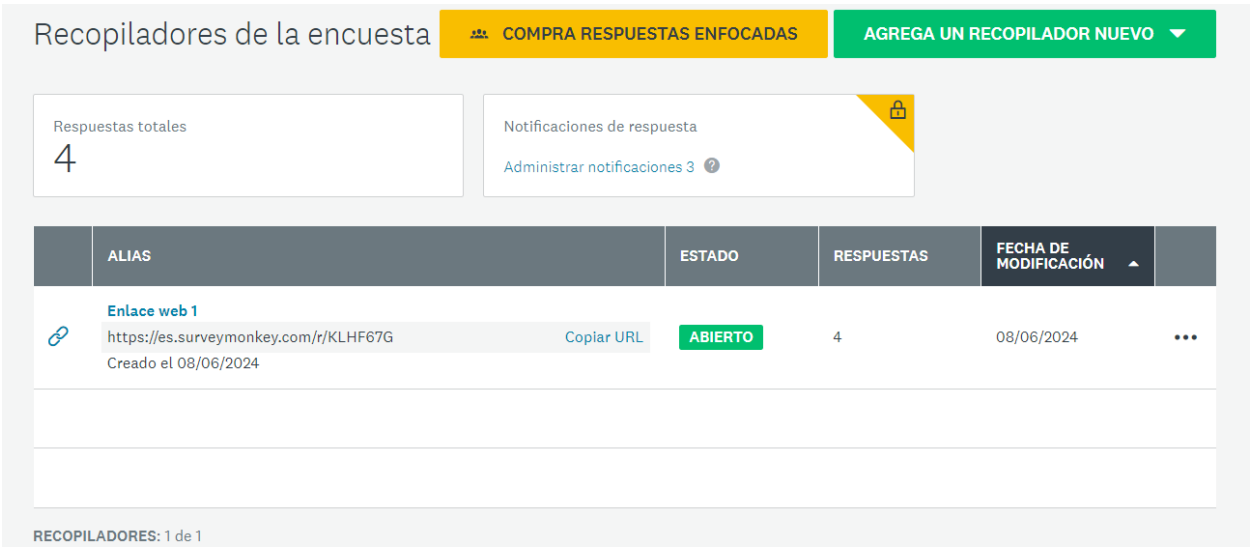 Recopiladores de la encuesta
COMPRA RESPUESTAS ENFOCADAS
AGREGA UN RECOPILADOR NUEVO
Respuestas totales
4
Notificaciones de respuesta
Administrar notificaciones 3 ?
ALIAS
ESTADO
RESPUESTAS
FECHA DE
MODIFICACIÓN
Enlace web 1
https://es.surveymonkey.com/r/KLHF67G
Copiar URL
Creado el 08/06/2024
ABIERTO
4
08/06/2024
RECOPILADORES: 1 de 1